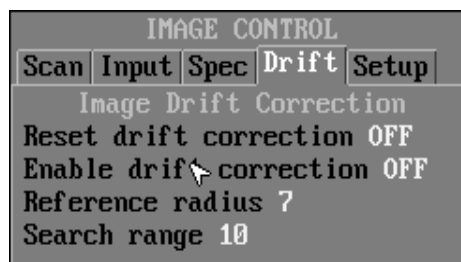 IMAGE CONTROL
Scan Input Spec Drift Setup
Image Drift Correction
Reset drift correction OFF
Enable drift correction OFF
Reference radius 7
Search range 10